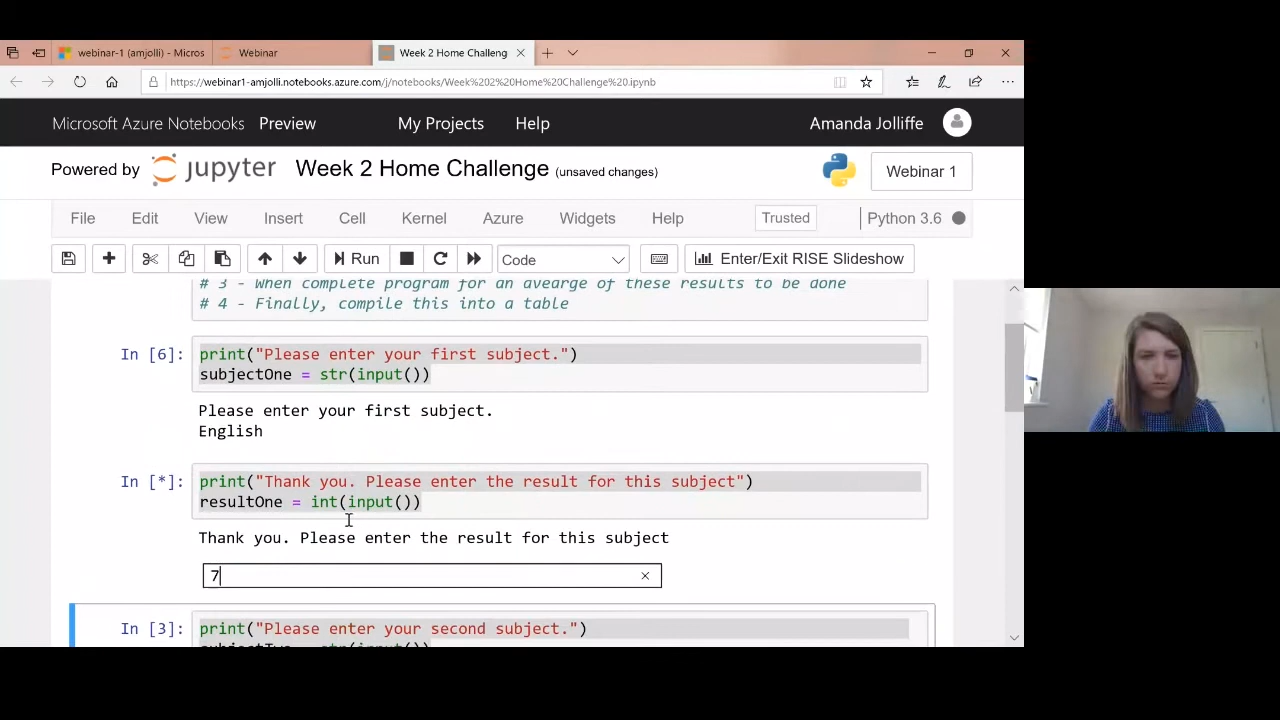 webinar-1 (amjolli) - Micros
Webinar
Week 2 Home Challeng
https://webinar1-amjolli.notebooks.azure.com/j/notebooks/Week%202%20Home%20Challenge%20.ipynb
Microsoft Azure Notebooks Preview My Projects Help Amanda Jolliffe
Powered by jupyter Week 2 Home Challenge (unsaved changes) Webinar 1
File Edit View Insert Cell Kernel Azure Widgets Help Trusted Python 3.6
Run Code Enter/Exit RISE Slideshow
# 3 - When complete program for an avearge of these results to be done
# 4 - Finally, compile this into a table
In [6]: print("Please enter your first subject.")
subjectOne = str(input())
Please enter your first subject.
English
In [*]: print("Thank you. Please enter the result for this subject")
resultOne = int(input())
Thank you. Please enter the result for this subject
7
In [3]: print("Please enter your second subject.")
subjectTwo = str(input())